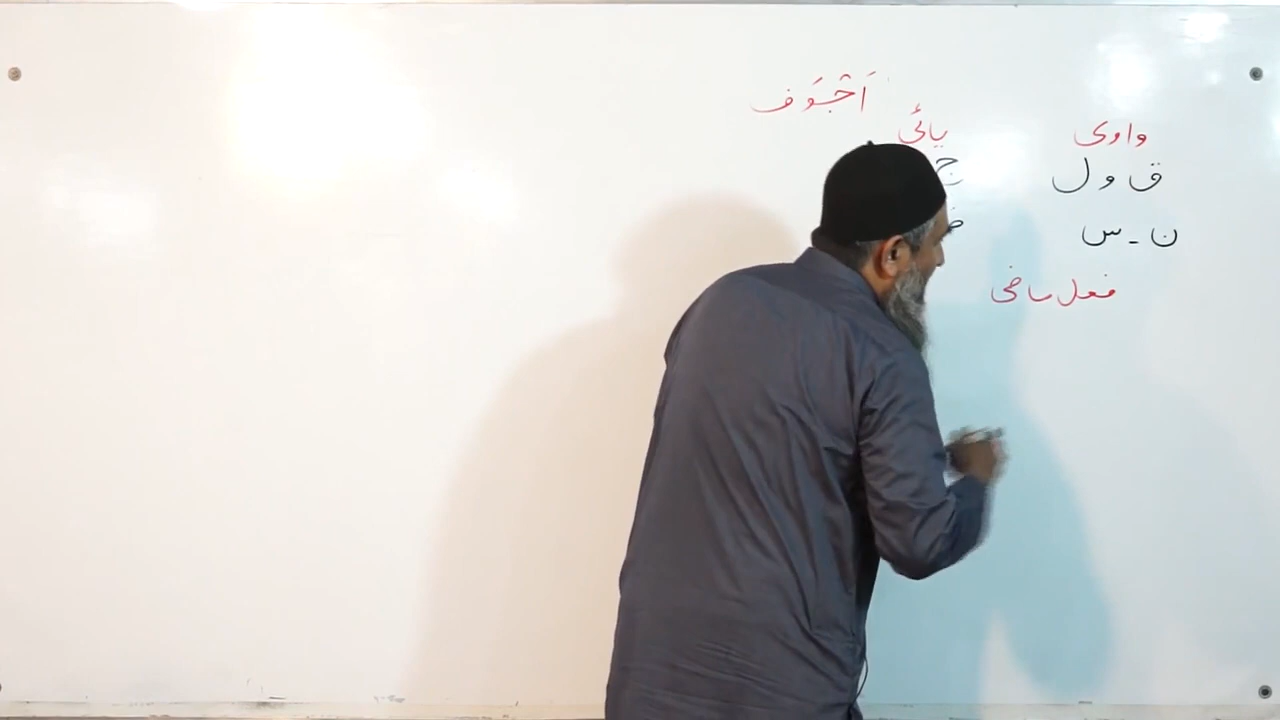 اَجْوَف
واوی یائی
ق و ل ج
ن - س ض
فعل ماضی